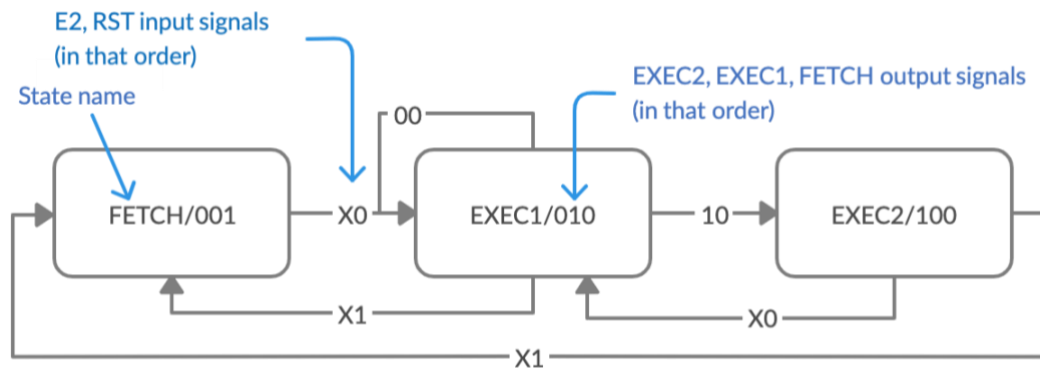 E2, RST input signals
(in that order)
State name
EXEC2, EXEC1, FETCH output signals
(in that order)
00
FETCH/001
X0
EXEC1/010
10
EXEC2/100
X1
X0
X1